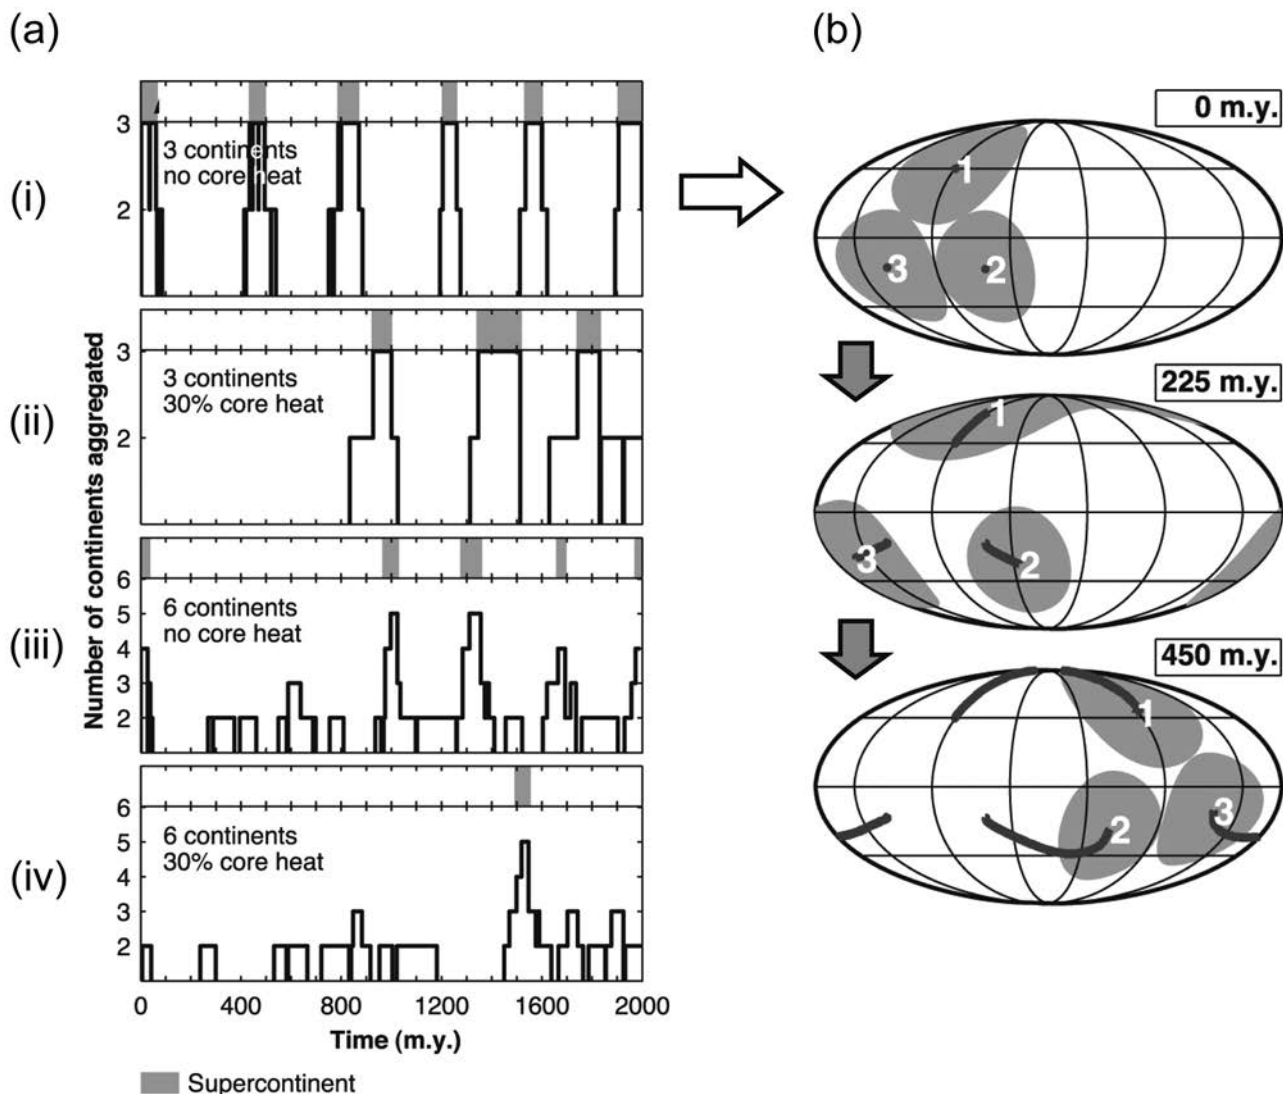 (a)
(b)
(i)
3
2
3 continents
no core heat
(ii)
3
2
3 continents
30% core heat
(iii)
6
5
4
3
2
6 continents
no core heat
(iv)
6
5
4
3
2
6 continents
30% core heat
Number of continents aggregated
0 400 800 1200 1600 2000
Time (m.y.)
Supercontinent
0 m.y.
1
3 2
225 m.y.
1
3 2
450 m.y.
1
2 3